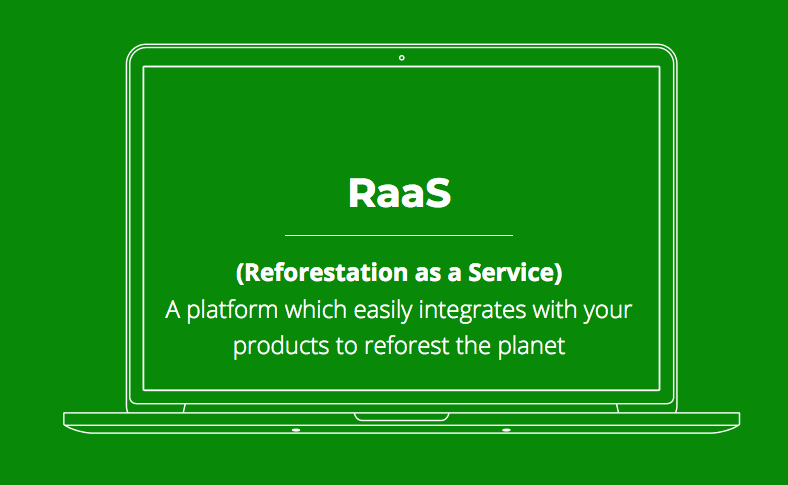 RaaS
(Reforestation as a Service)
A platform which easily integrates with your
products to reforest the planet